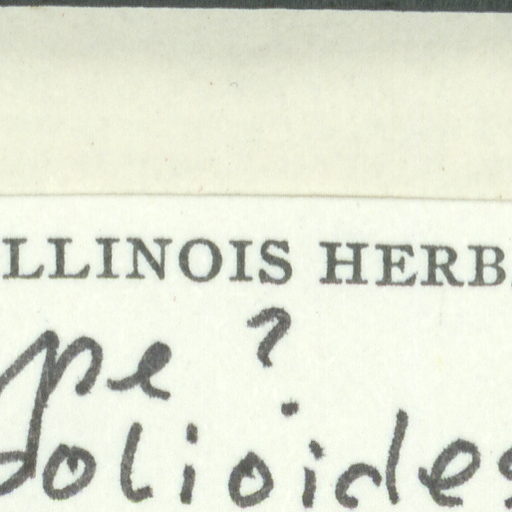 ILLINOIS HERB
pe ?
dolioides